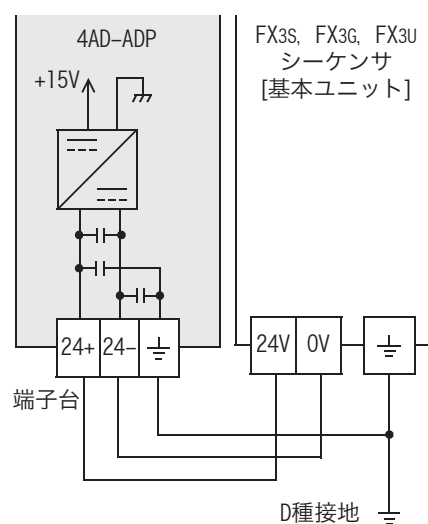 4AD-ADP
+15V
FX3S, FX3G, FX3U
シーケンサ
[基本ユニット]
24+ 24-
24V 0V
端子台
D種接地